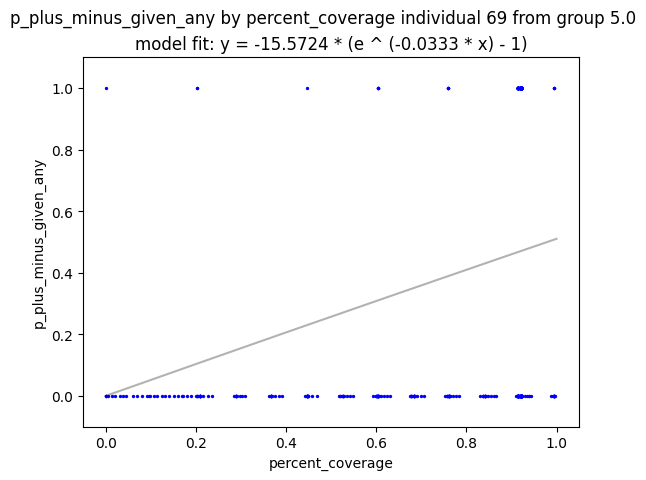 p_plus_minus_given_any by percent_coverage individual 69 from group 5.0
model fit: y = -15.5724 * (e ^ (-0.0333 * x) - 1)
1.0
0.8
0.6
0.4
0.2
0.0
p_plus_minus_given_any
0.0 0.2 0.4 0.6 0.8 1.0
percent_coverage